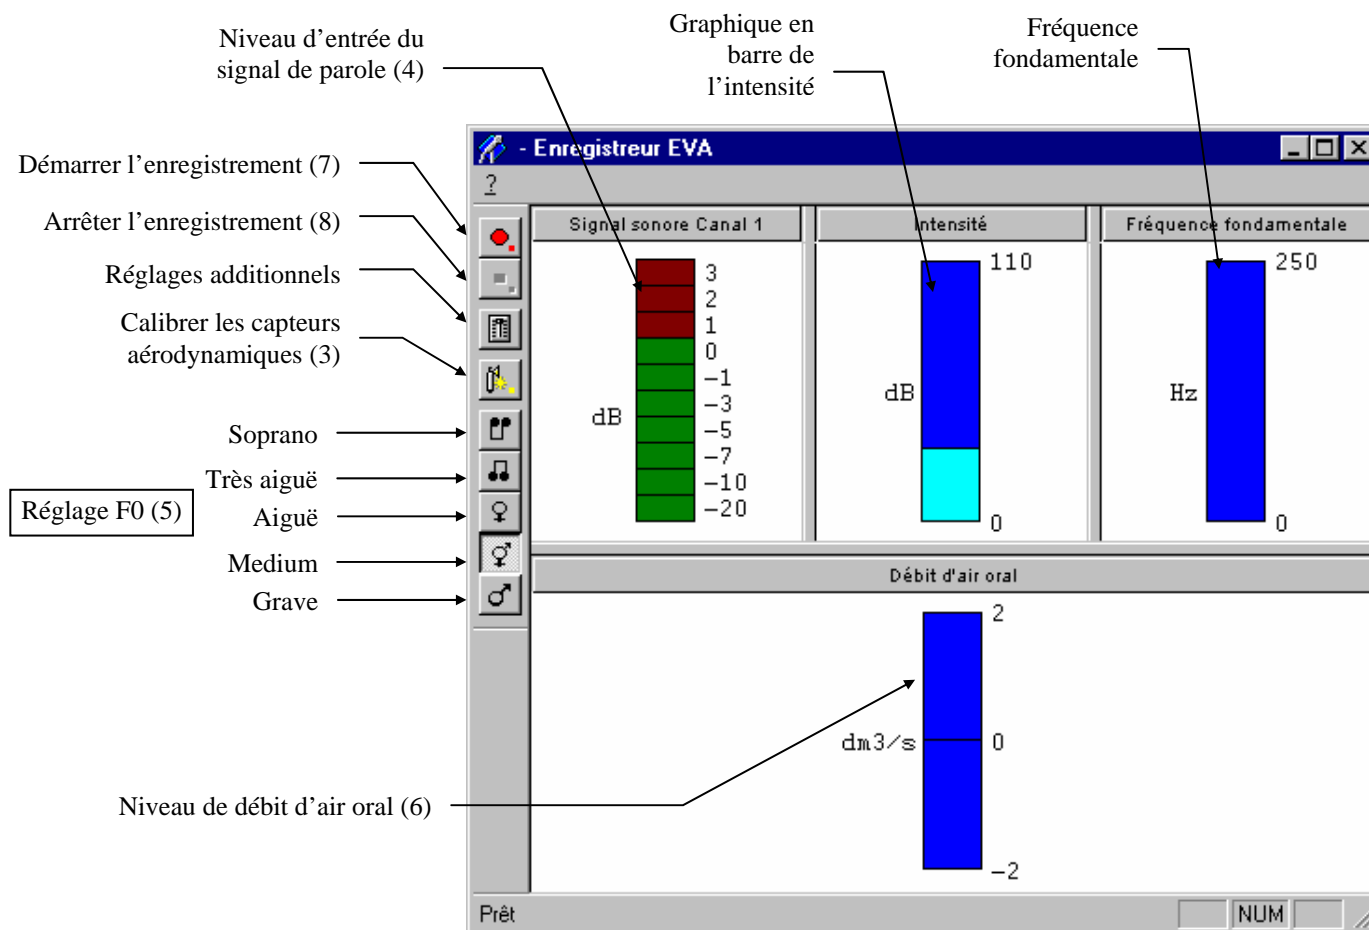 Niveau d'entrée du
signal de parole (4)
Graphique en
barre de
l'intensité
Fréquence
fondamentale
Démarrer l'enregistrement (7)
Arrêter l'enregistrement (8)
Réglages additionnels
Calibrer les capteurs
aérodynamiques (3)
Soprano
Très aiguë
Réglage F0 (5)
Aiguë
Medium
Grave
Niveau de débit d'air oral (6)
- Enregistreur EVA
?
Signal sonore Canal 1
3
2
1
0
-1
-3
dB
-5
-7
-10
-20
Intensité
110
dB
0
Fréquence fondamentale
250
Hz
0
Débit d'air oral
2
dm3/s
0
-2
Prêt
NUM